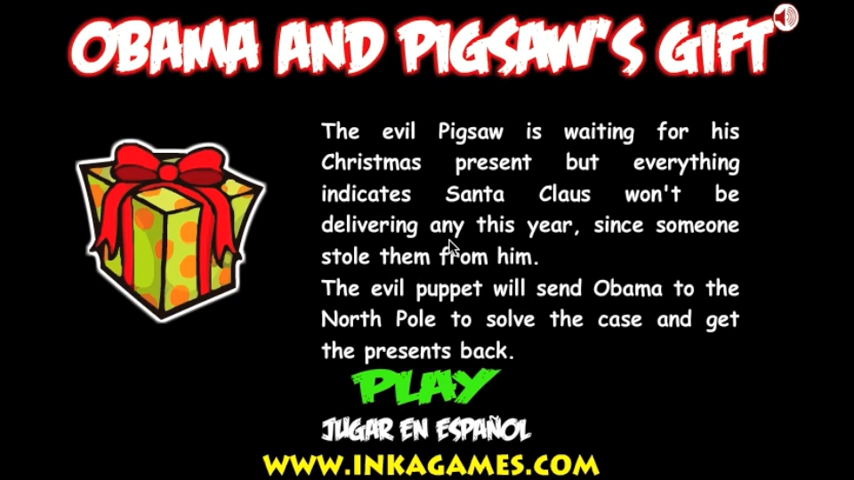 OBAMA AND PIGSAW"S GIFT
The evil Pigsaw is waiting for his
Christmas present but everything
indicates Santa Claus won't be
delivering any this year, since someone
stole them from him.
The evil puppet will send Obama to the
North Pole to solve the case and get
the presents back.
PLAY
JUGAR EN ESPAÑOL
WWW.INKAGAMES.COM